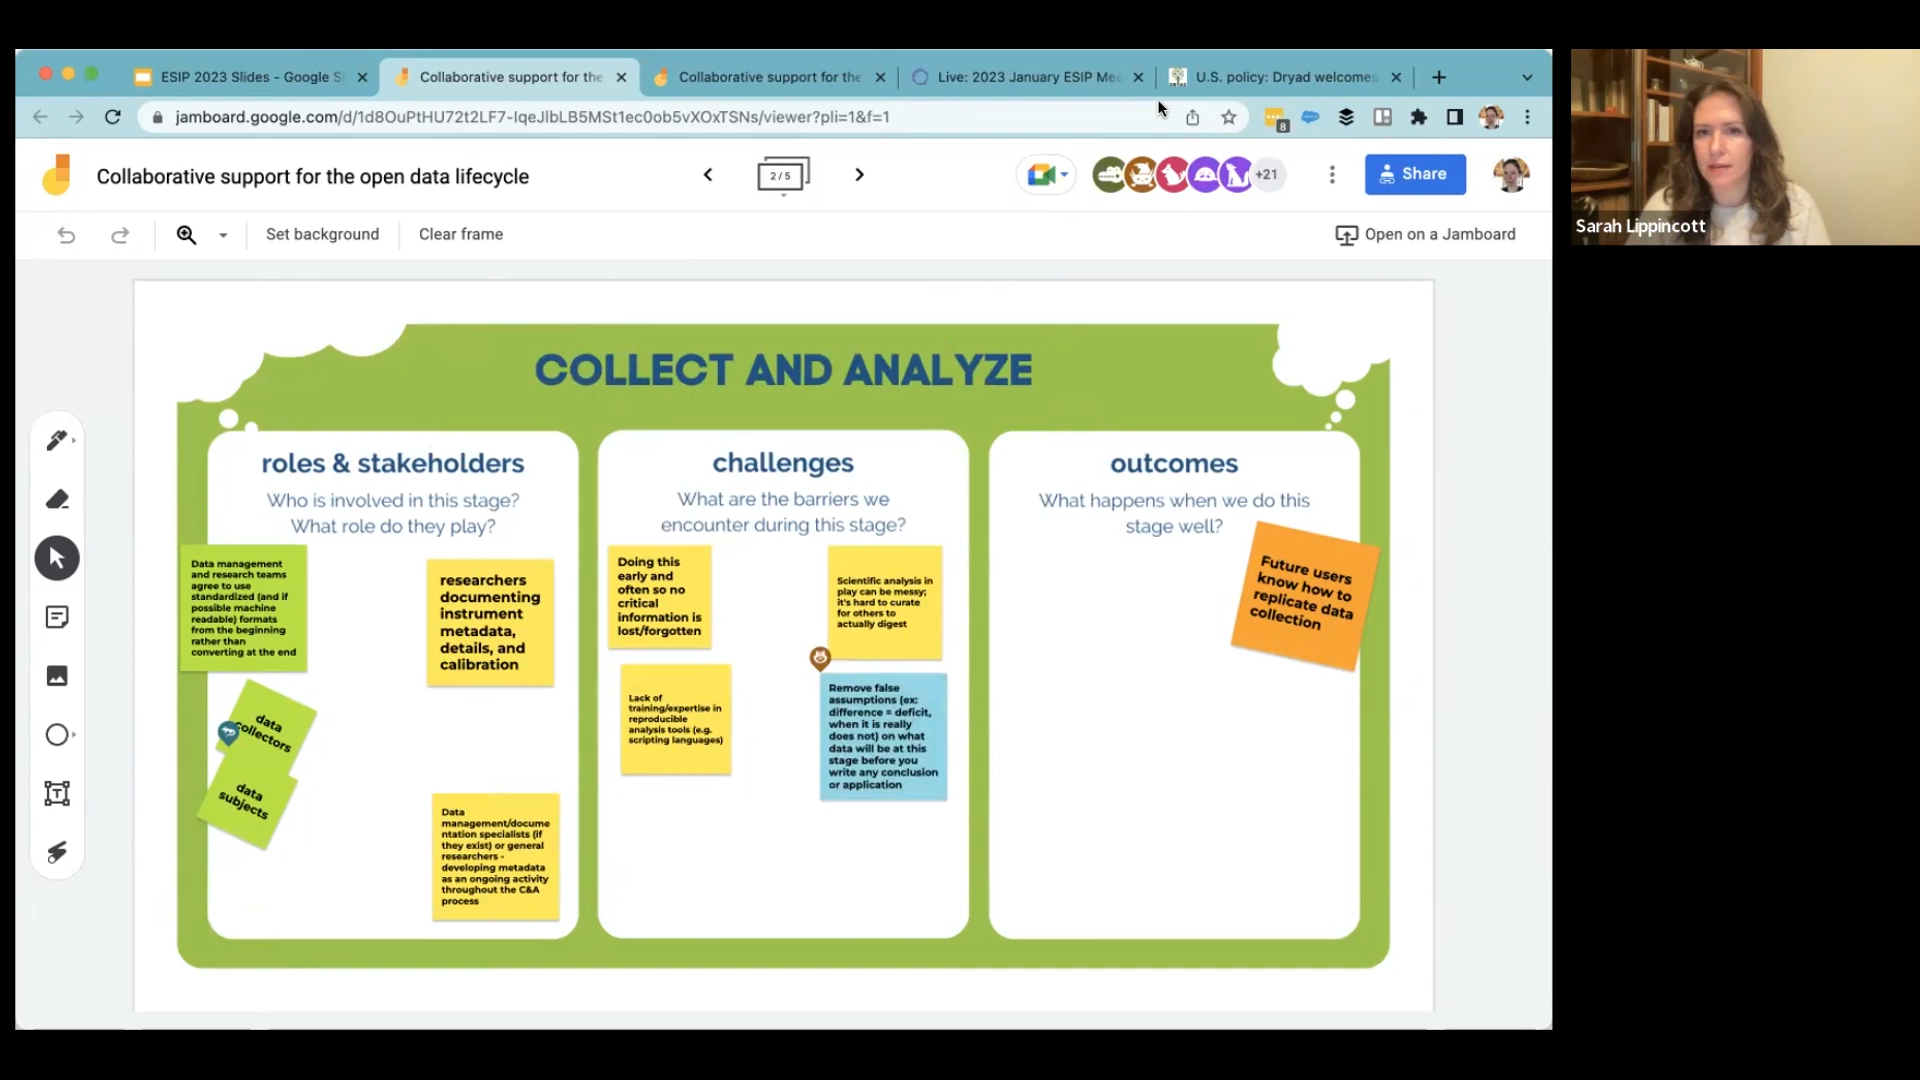 ESIP 2023 Slides - Google S
Collaborative support for the
Collaborative support for the
Live: 2023 January ESIP Mee
U.S. policy: Dryad welcomes
jamboard.google.com/d/1d8OuPtHU72t2LF7-IqeJlbLB5MSt1ec0ob5vXOxTSNs/viewer?pli=1&f=1
8
Collaborative support for the open data lifecycle
2/5
+21
Share
Set background
Clear frame
Open on a Jamboard
Sarah Lippincott
COLLECT AND ANALYZE
roles & stakeholders
Who is involved in this stage?
What role do they play?
Data management
and research teams
agree to use
standardized (and if
possible machine
readable) formats
from the beginning
rather than
converting at the end
researchers
documenting
instrument
metadata,
details, and
calibration
data
collectors
data
subjects
Data
management/docume
ntation specialists (if
they exist) or general
researchers -
developing metadata
as an ongoing activity
throughout the C&A
process
challenges
What are the barriers we
encounter during this stage?
Doing this
early and
often so no
critical
information is
lost/forgotten
Scientific analysis in
play can be messy;
it's hard to curate
for others to
actually digest
Lack of
training/expertise in
reproducible
analysis tools (e.g.
scripting languages)
Remove false
assumptions (ex:
difference = deficit,
when it is really
does not) on what
data will be at this
stage before you
write any conclusion
or application
outcomes
What happens when we do this
stage well?
Future users
know how to
replicate data
collection